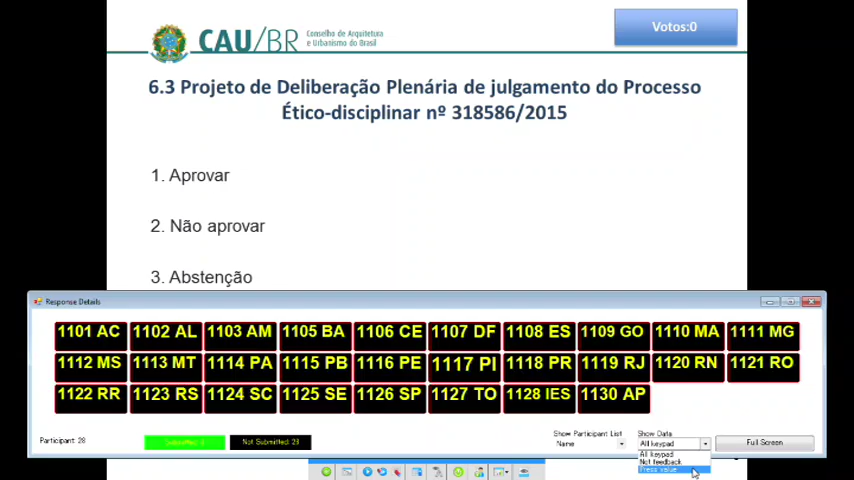 CAU/BR Conselho de Arquitetura
e Urbanismo do Brasil
Votos:0
6.3 Projeto de Deliberação Plenária de julgamento do Processo
Ético-disciplinar nº 318586/2015
1. Aprovar
2. Não aprovar
3. Abstenção
Response Details
1101 AC 1102 AL 1103 AM 1105 BA 1106 CE 1107 DF 1108 ES 1109 GO 1110 MA 1111 MG
1112 MS 1113 MT 1114 PA 1115 PB 1116 PE 1117 PI 1118 PR 1119 RJ 1120 RN 1121 RO
1122 RR 1123 RS 1124 SC 1125 SE 1126 SP 1127 TO 1128 IES 1130 AP
Show Participant List Show Data
Participant: 28 Not Submitted: 23 Name All keypad Full Screen
All keypad
Not feedback
Press value